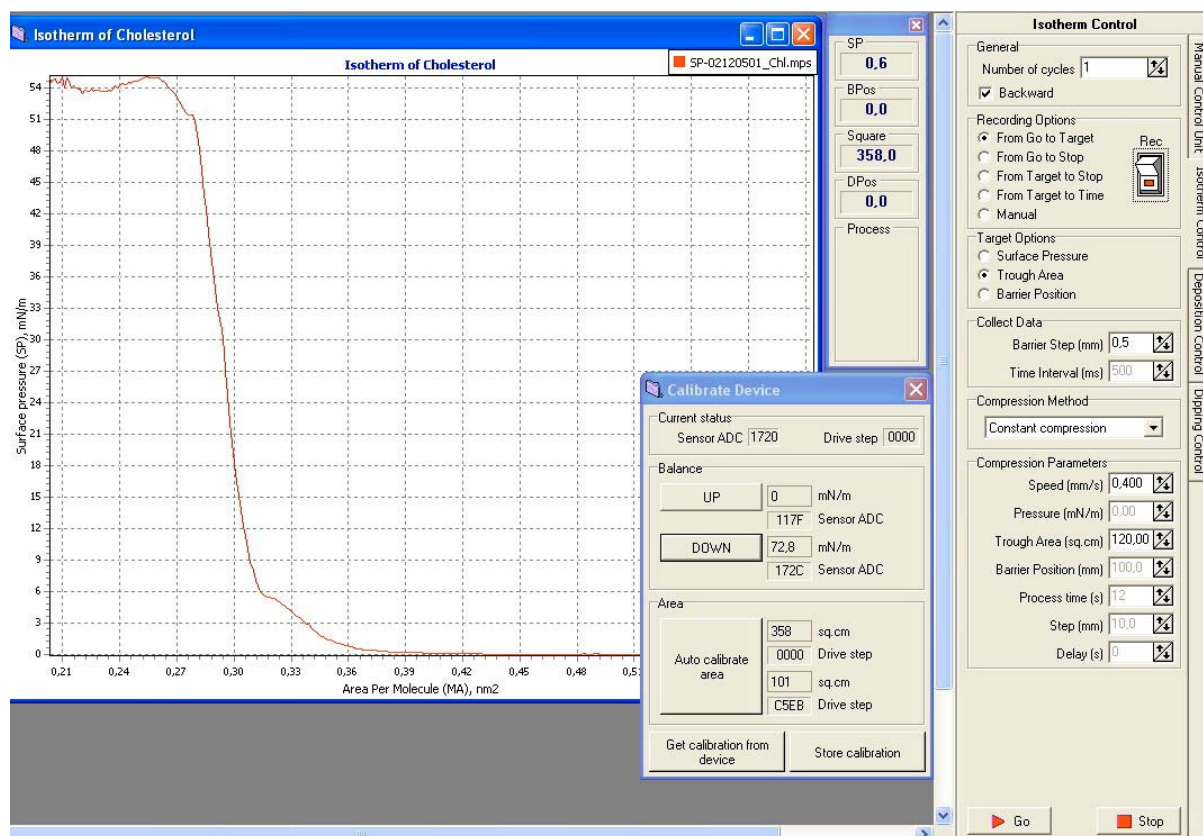 Isotherm of Cholesterol
Isotherm of Cholesterol
SP-02120501_Chl.mps
Surface pressure (SP), mN/m
54
51
48
45
42
39
36
33
30
27
24
21
18
15
12
9
6
3
0
0,21 0,24 0,27 0,30 0,33 0,36 0,39 0,42 0,45 0,48
Area Per Molecule (MA), nm2
SP
0,6
BPos
0,0
Square
358,0
DPos
0,0
Process
Calibrate Device
Current status
Sensor ADC 1720 Drive step 0000
Balance
UP 0 mN/m
117F Sensor ADC
DOWN 72,8 mN/m
172C Sensor ADC
Area
Auto calibrate area
358 sq.cm
0000 Drive step
101 sq.cm
C5EB Drive step
Get calibration from device
Store calibration
Isotherm Control
General
Number of cycles 1
Backward
Recording Options
From Go to Target
From Go to Stop
From Target to Stop
From Target to Time
Manual
Rec
Target Options
Surface Pressure
Trough Area
Barrier Position
Collect Data
Barrier Step (mm) 0,5
Time Interval (ms) 500
Compression Method
Constant compression
Compression Parameters
Speed (mm/s) 0,400
Pressure (mN/m) 0,00
Trough Area (sq.cm) 120,00
Barrier Position (mm) 100,0
Process time (s) 12
Step (mm) 10,0
Delay (s) 0
Go
Stop
Manual Control Unit
Isotherm Control
Deposition Control
Dipping Control